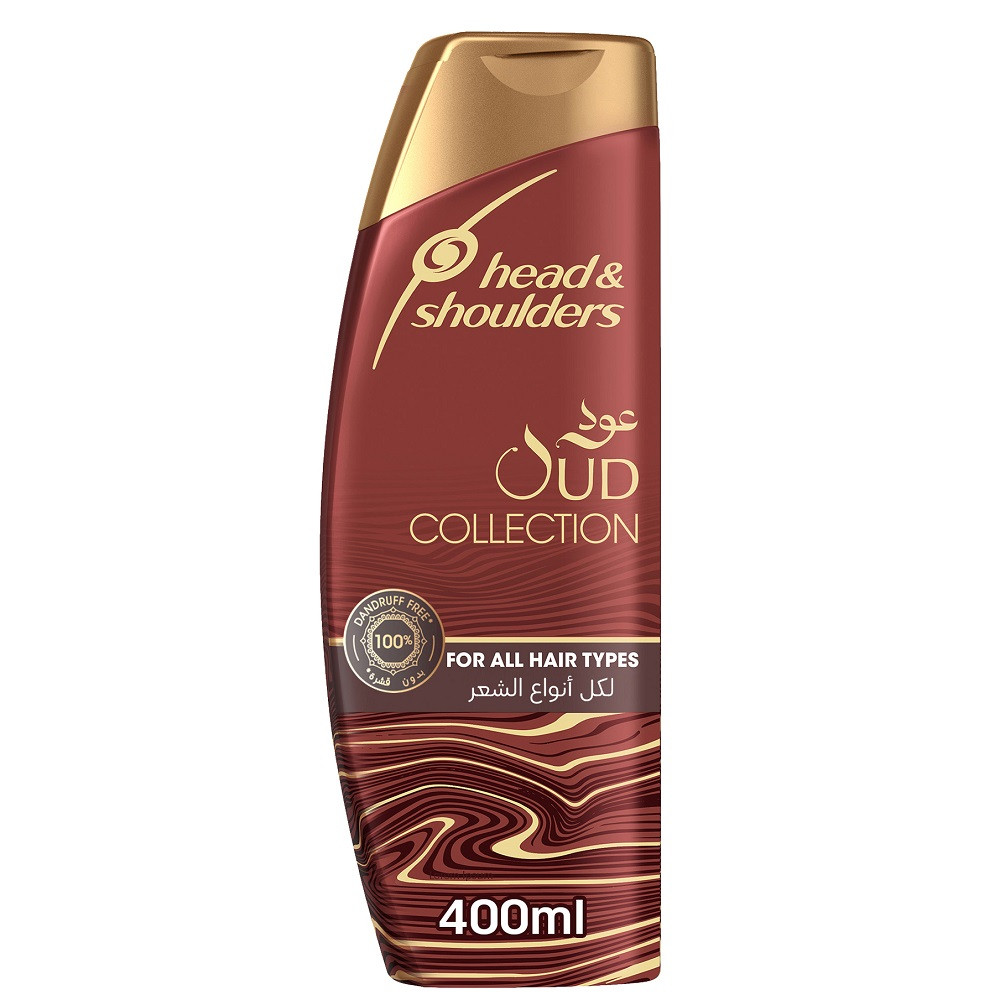 head &
shoulders
عود
OUD
COLLECTION
DANDRUFF FREE*
100%
بدون قشرة*
FOR ALL HAIR TYPES
لكل أنواع الشعر
400ml